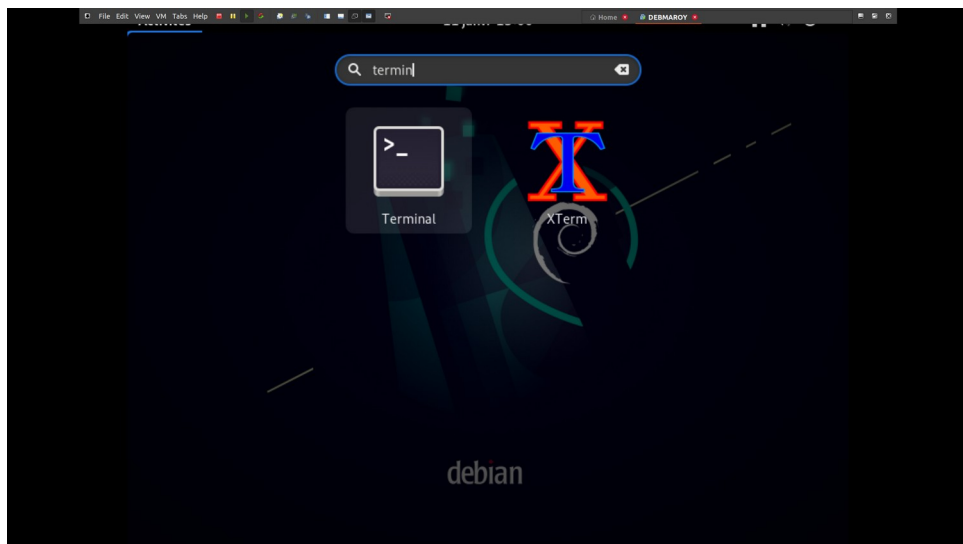 File Edit View VM Tabs Help
Home
DEBMAROY
termin
>_
Terminal
XTerm
debian